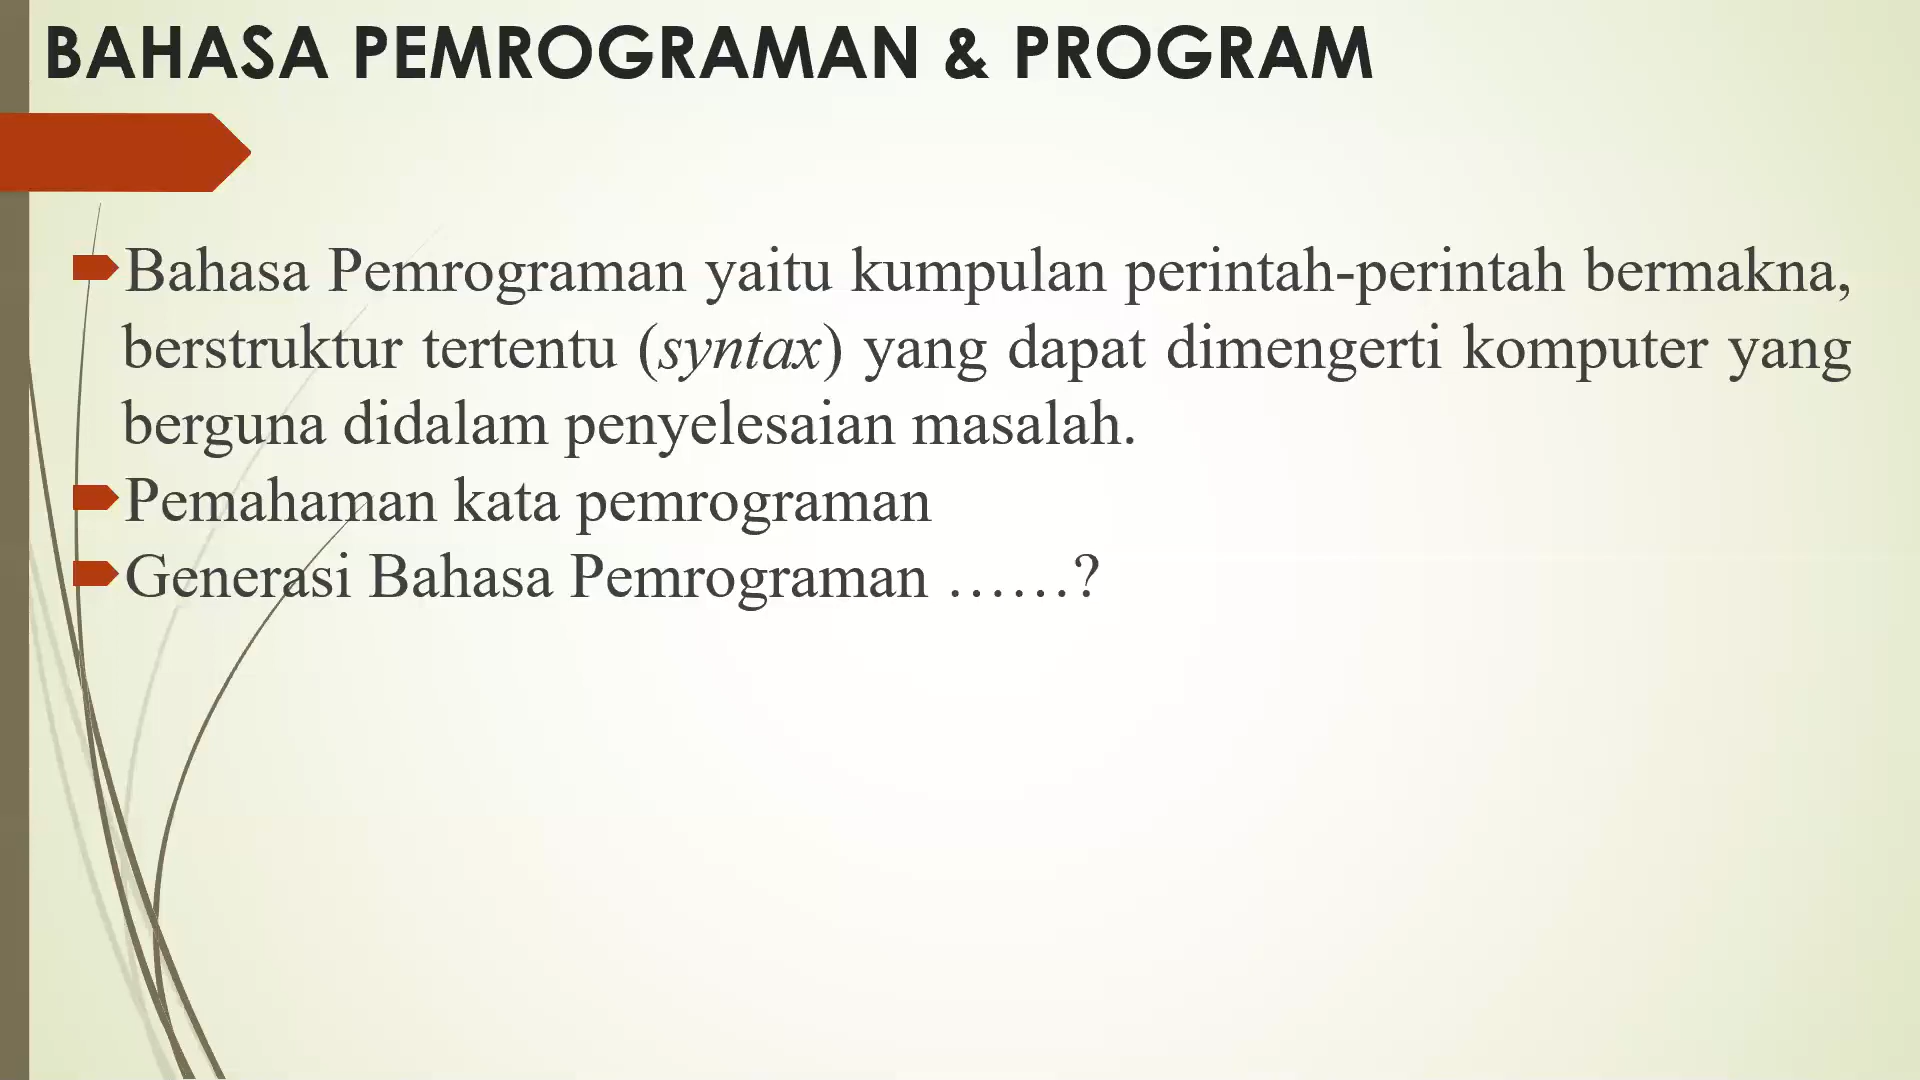 BAHASA PEMROGRAMAN & PROGRAM
Bahasa Pemrograman yaitu kumpulan perintah-perintah bermakna,
berstruktur tertentu (syntax) yang dapat dimengerti komputer yang
berguna didalam penyelesaian masalah.
Pemahaman kata pemrograman
Generasi Bahasa Pemrograman ……?